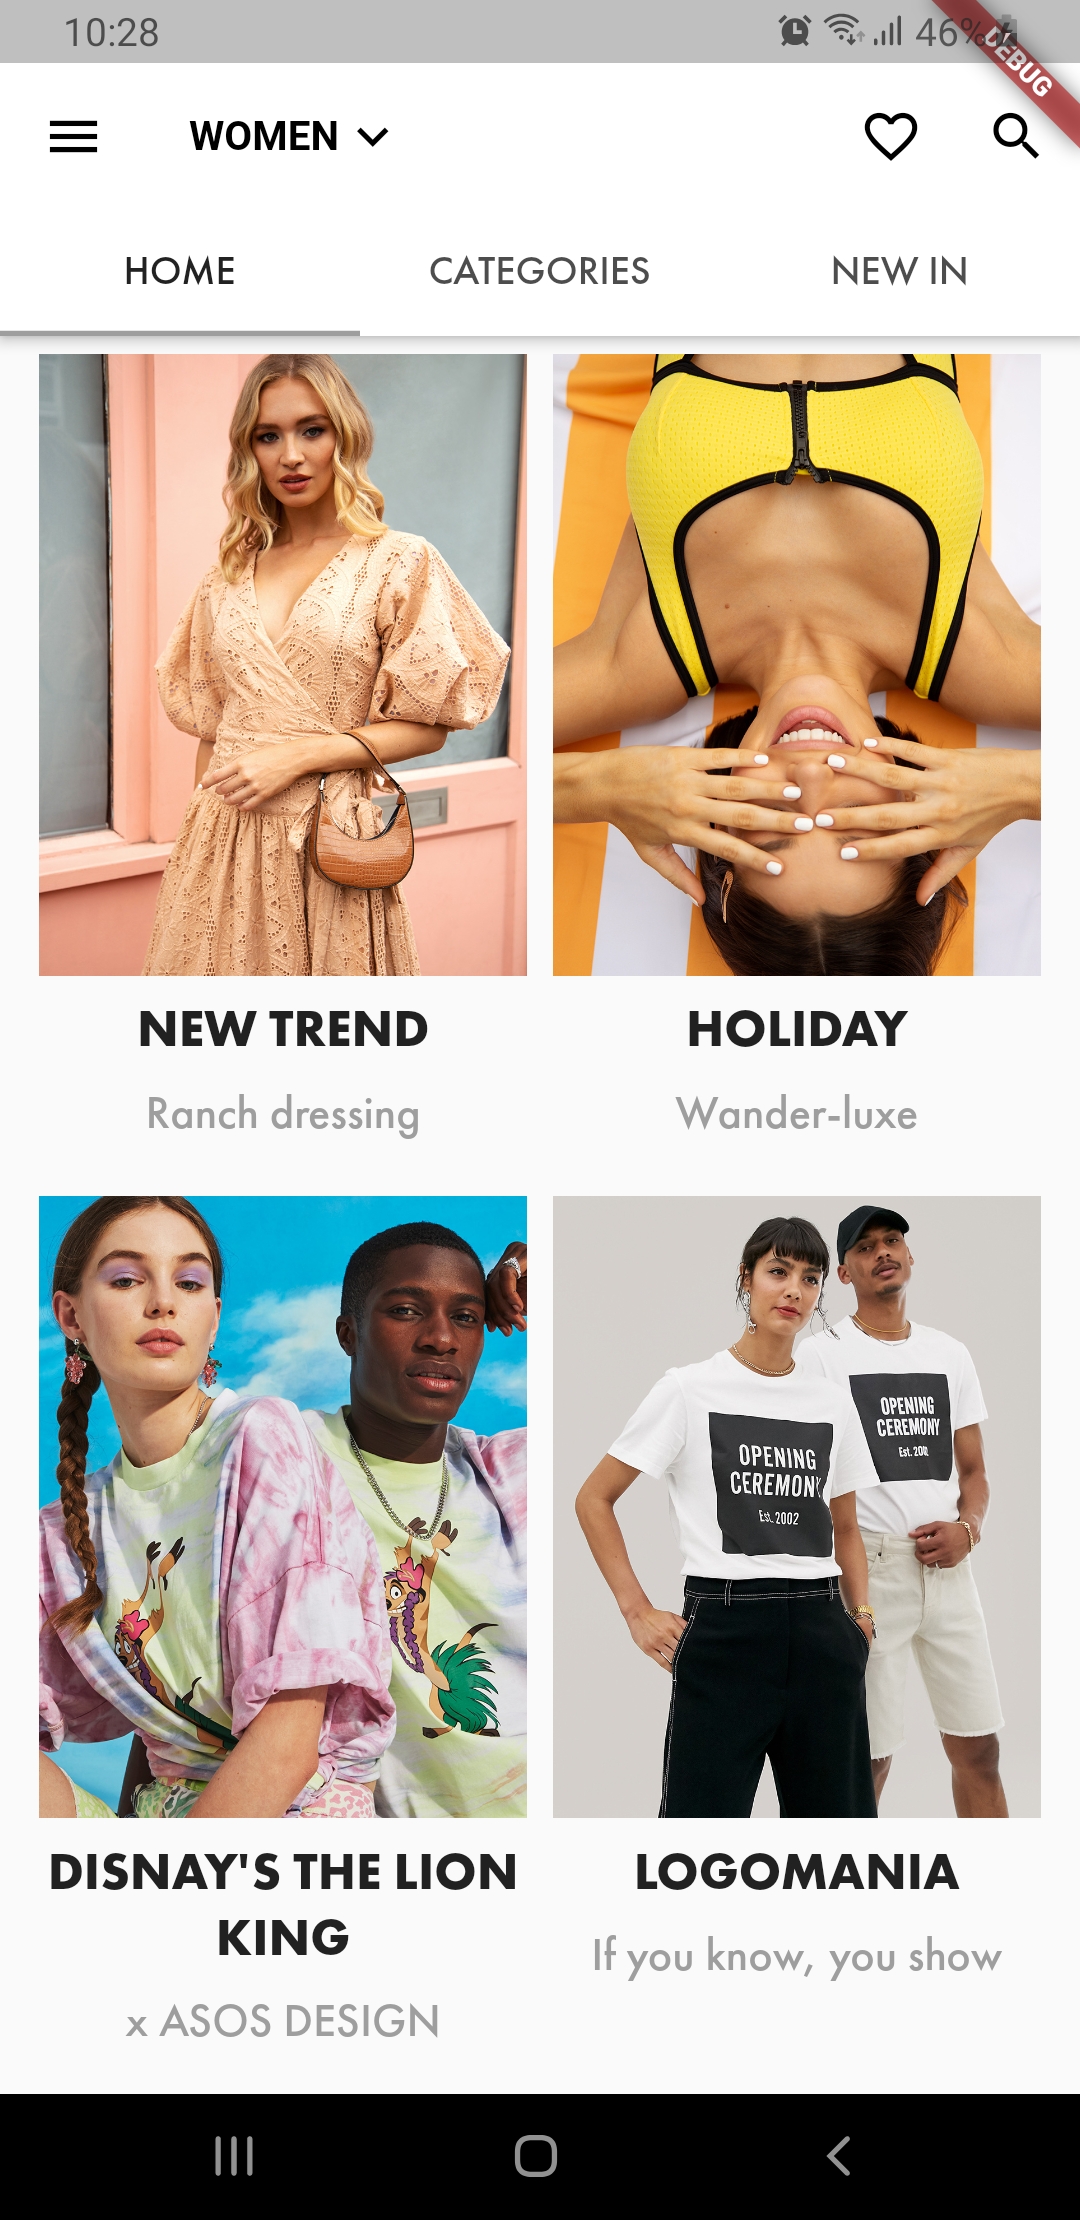 10:28
46%
DEBUG
WOMEN
HOME
CATEGORIES
NEW IN
NEW TREND
Ranch dressing
HOLIDAY
Wander-luxe
OPENING
CEREMONY
Est. 2002
OPENING
CEREMONY
Est. 2002
DISNAY'S THE LION
KING
x ASOS DESIGN
LOGOMANIA
If you know, you show